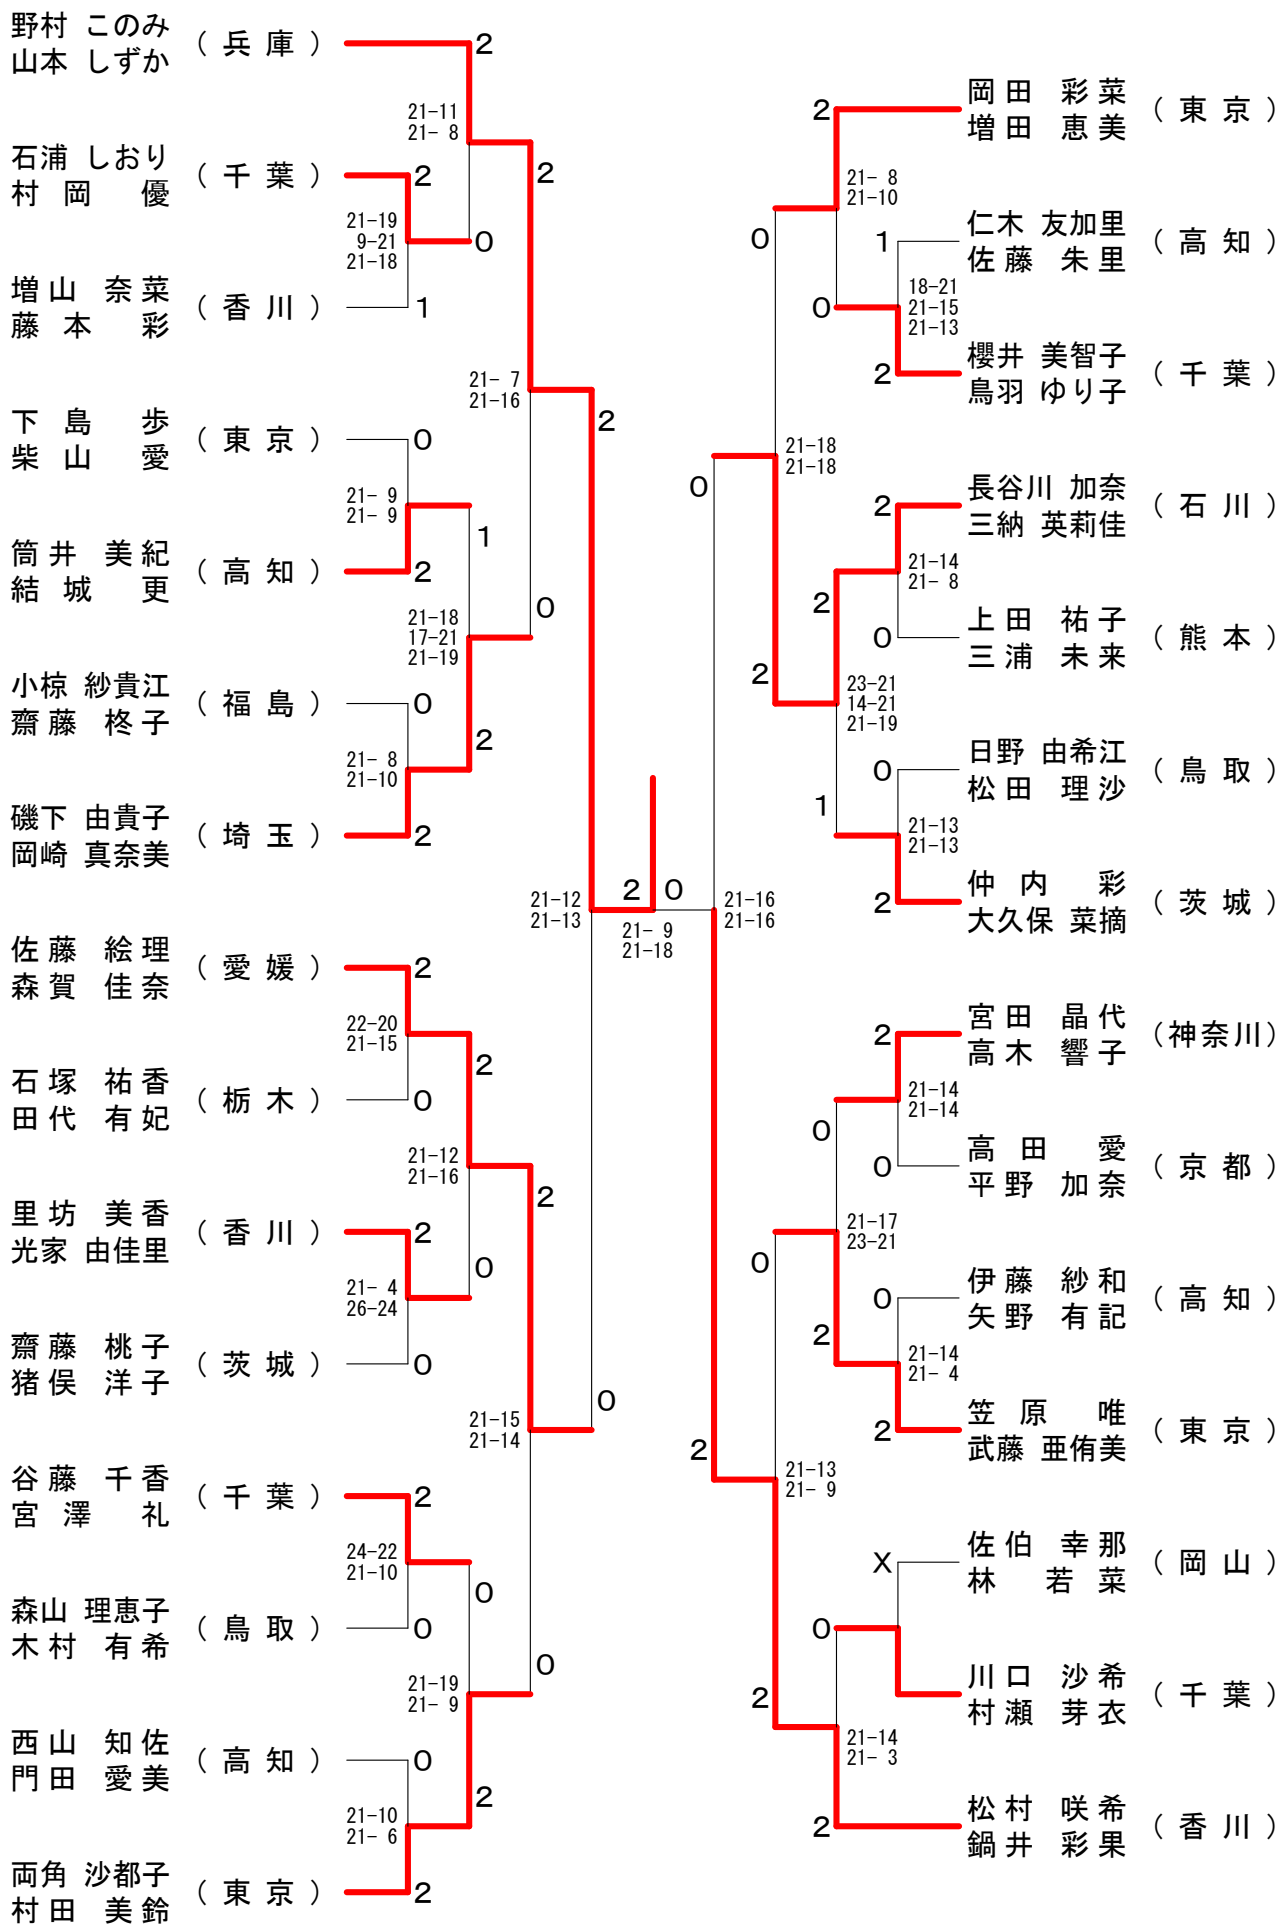 野村 このみ
山本 しずか
（ 兵 庫 ）
2
21-11
21- 8
石浦 しおり
村 岡 優
（ 千 葉 ）
2
2
21-19
9-21
21-18
0
増山 奈菜
藤 本 彩
（ 香 川 ）
1
21- 7
21-16
2
下 島 歩
柴 山 愛
（ 東 京 ）
0
21- 9
21- 9
1
筒 井 美 紀
結 城 更
（ 高 知 ）
2
0
21-18
17-21
21-19
小椋 紗貴江
齋藤 柊子
（ 福 島 ）
0
2
21- 8
21-10
磯下 由貴子
岡崎 真奈美
（ 埼 玉 ）
2
21-12
21-13
2
0
21- 9
21-18
佐 藤 絵 理
森 賀 佳 奈
（ 愛 媛 ）
2
22-20
21-15
2
石 塚 祐 香
田 代 有 妃
（ 栃 木 ）
0
21-12
21-16
2
里 坊 美 香
光家 由佳里
（ 香 川 ）
2
0
21- 4
26-24
齋 藤 桃 子
猪 俣 洋 子
（ 茨 城 ）
0
0
21-15
21-14
谷 藤 千 香
宮 澤 礼
（ 千 葉 ）
2
24-22
21-10
0
森山 理恵子
木 村 有 希
（ 鳥 取 ）
0
0
21-19
21- 9
西 山 知 佐
門 田 愛 美
（ 高 知 ）
0
2
21-10
21- 6
両角 沙都子
村 田 美 鈴
（ 東 京 ）
2
2
岡 田 彩 菜
増 田 恵 美
（ 東 京 ）
21- 8
21-10
0
1
仁木 友加里
佐 藤 朱 里
（ 高 知 ）
0
18-21
21-15
21-13
2
櫻井 美智子
鳥羽 ゆり子
（ 千 葉 ）
21-18
21-18
0
2
長谷川 加奈
三納 英莉佳
（ 石 川 ）
21-14
21- 8
2
0
上 田 祐 子
三 浦 未 来
（ 熊 本 ）
2
23-21
14-21
21-19
0
日野 由希江
松 田 理 沙
（ 鳥 取 ）
1
21-13
21-13
2
仲 内 彩
大久保 菜摘
（ 茨 城 ）
21-16
21-16
2
宮 田 晶 代
高 木 響 子
（神奈川）
21-14
21-14
0
0
高 田 愛
平 野 加 奈
（ 京 都 ）
21-17
23-21
0
0
伊 藤 紗 和
矢 野 有 記
（ 高 知 ）
2
21-14
21- 4
2
笠 原 唯
武藤 亜侑美
（ 東 京 ）
2
21-13
21- 9
X
佐 伯 幸 那
林 若 菜
（ 岡 山 ）
0
川 口 沙 希
村 瀬 芽 衣
（ 千 葉 ）
2
21-14
21- 3
2
松 村 咲 希
鍋 井 彩 果
（ 香 川 ）